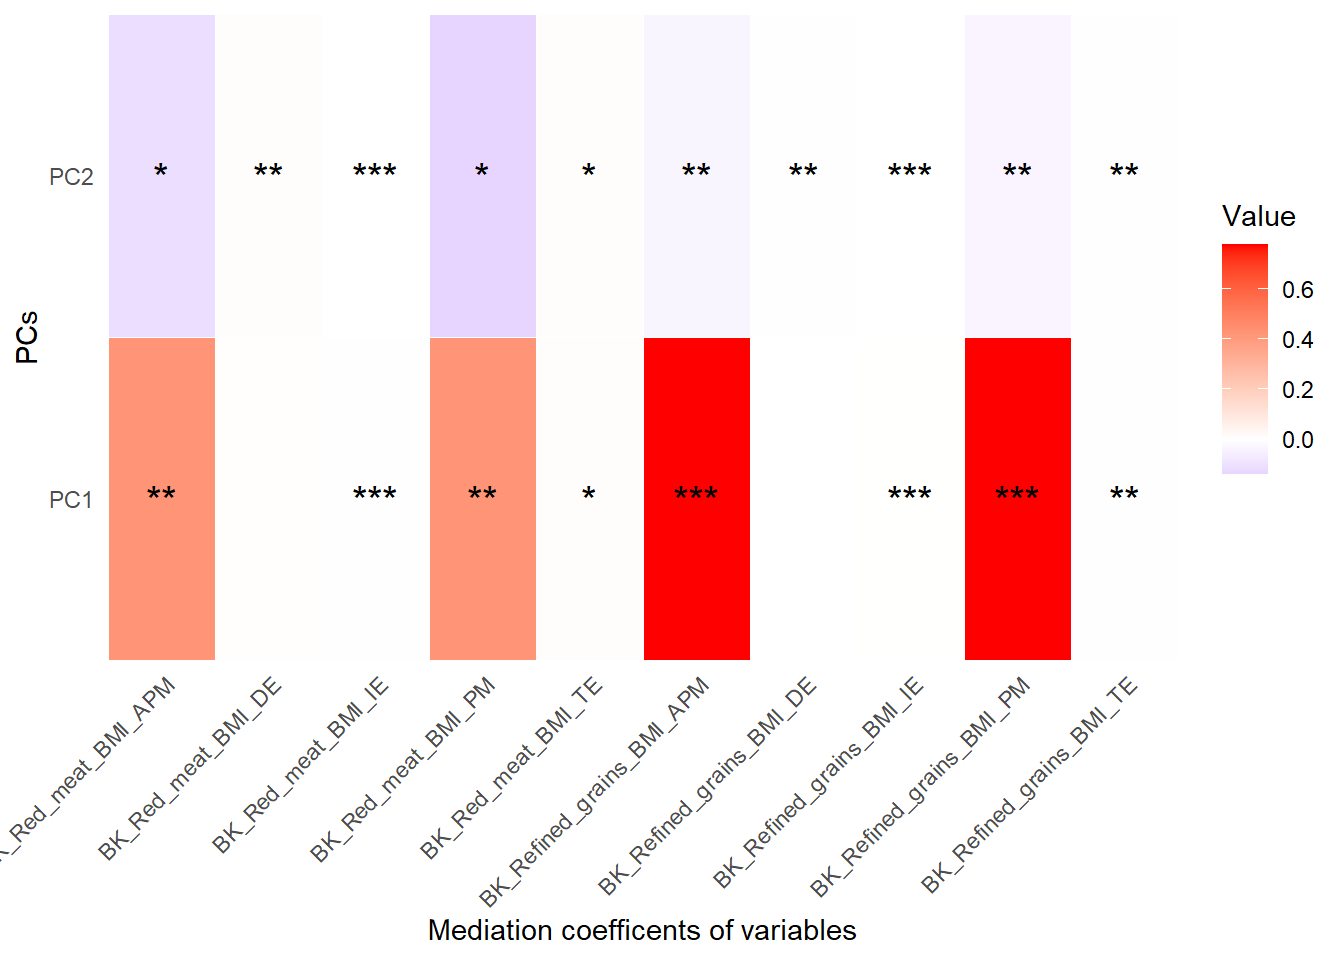 PC2
* ** *** * * ** ** *** ** **
PC1
** *** ** * *** *** *** **
PCs
Value
0.6
0.4
0.2
0.0
K_Red_meat_BMI_APM
BK_Red_meat_BMI_DE
BK_Red_meat_BMI_IE
BK_Red_meat_BMI_PM
BK_Red_meat_BMI_TE
BK_Refined_grains_BMI_APM
BK_Refined_grains_BMI_DE
BK_Refined_grains_BMI_IE
BK_Refined_grains_BMI_PM
BK_Refined_grains_BMI_TE
Mediation coefficents of variables